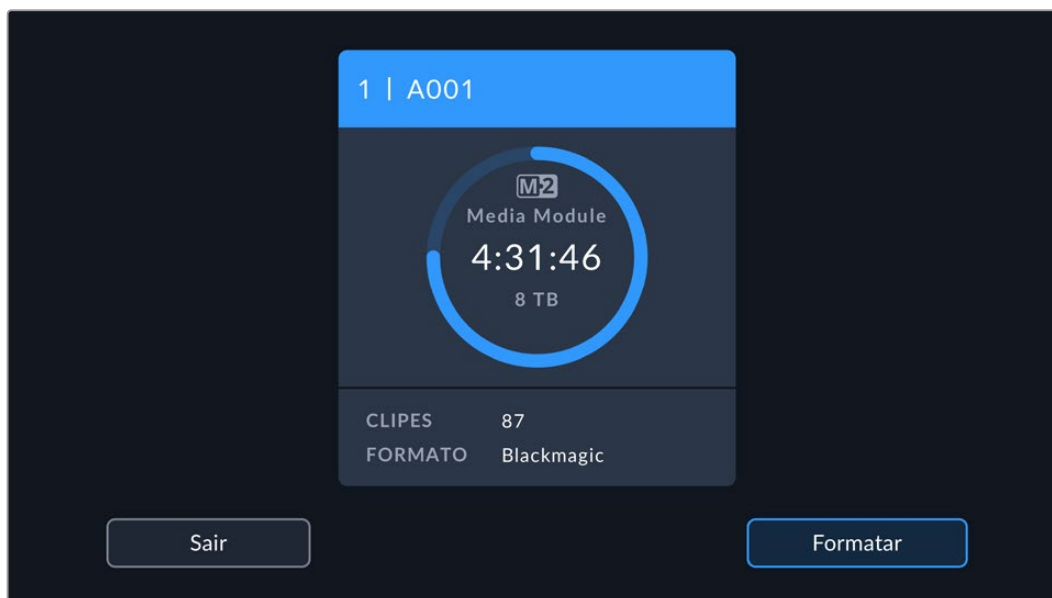 1 | A001
M2
Media Module
4:31:46
8 TB
CLIPES 87
FORMATO Blackmagic
Sair
Formatar